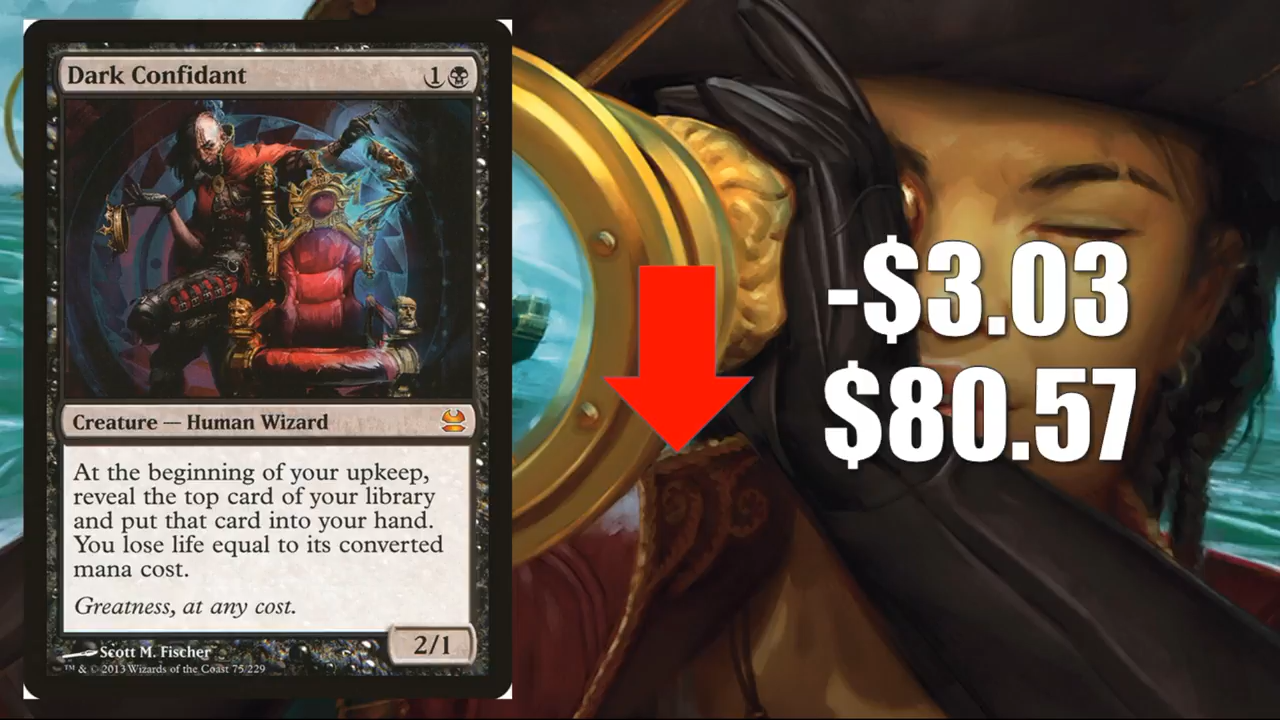 Dark Confidant 1
Creature — Human Wizard
At the beginning of your upkeep,
reveal the top card of your library
and put that card into your hand.
You lose life equal to its converted
mana cost.
Greatness, at any cost.
2/1
Scott M. Fischer
™ & © 2013 Wizards of the Coast 75/229
-$3.03
$80.57